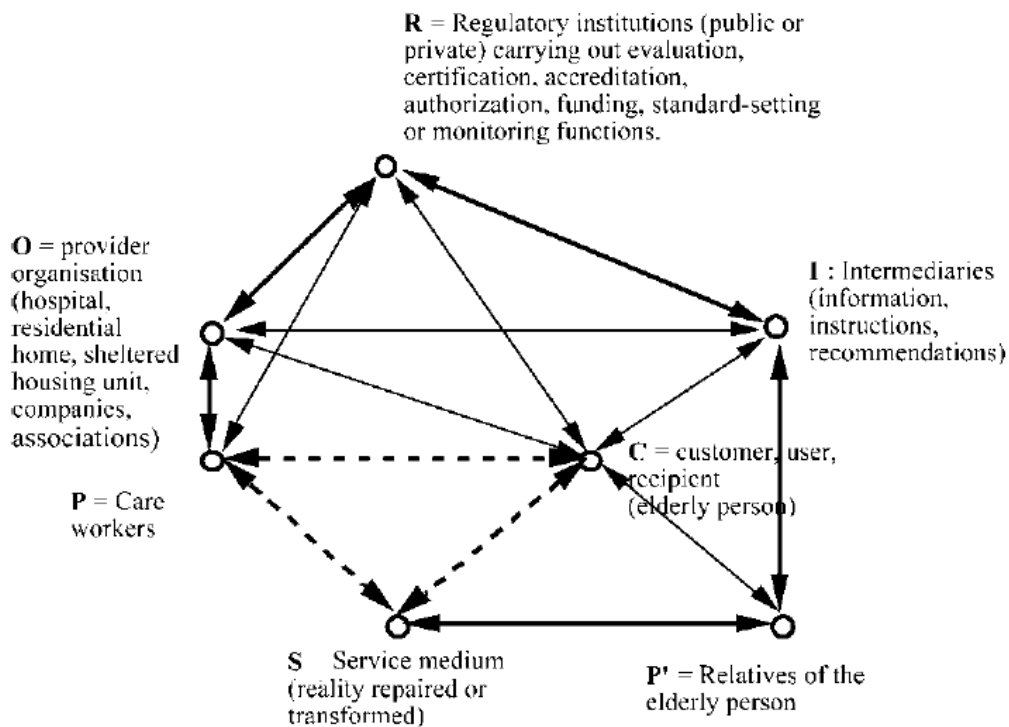 R = Regulatory institutions (public or
private) carrying out evaluation,
certification, accreditation,
authorization, funding, standard-setting
or monitoring functions.
O = provider
organisation
(hospital,
residential
home, sheltered
housing unit,
companies,
associations)
I : Intermediaries
(information,
instructions,
recommendations)
C = customer, user,
recipient
(elderly person)
P = Care
workers
S Service medium
(reality repaired or
transformed)
P' = Relatives of the
elderly person